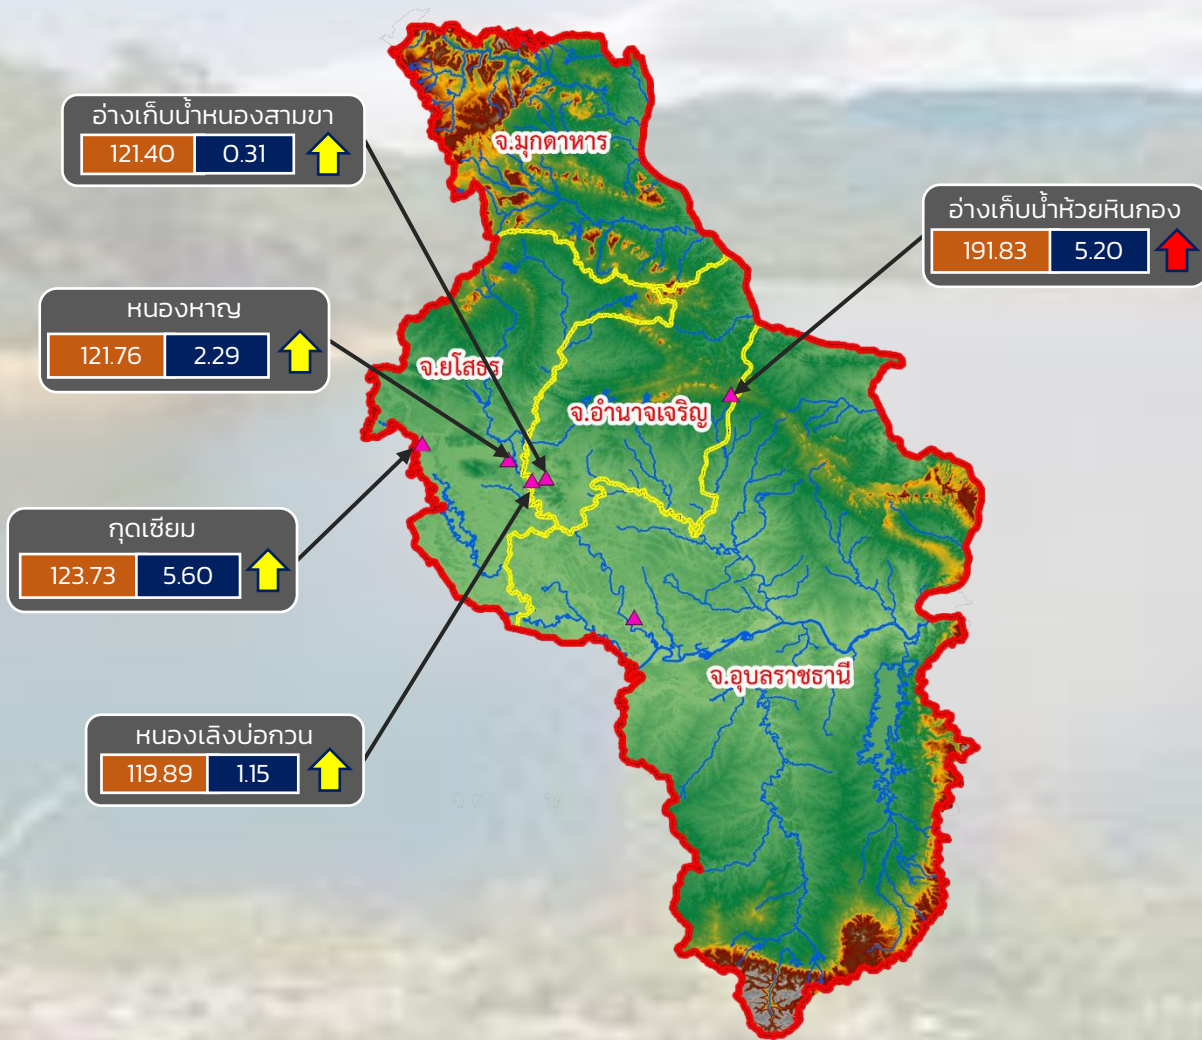 อ่างเก็บน้ำหนองสามขา
121.40 0.31
จ.มุกดาหาร
อ่างเก็บน้ำห้วยหินกอง
191.83 5.20
หนองหาญ
121.76 2.29
จ.ยโสธร
จ.อำนาจเจริญ
กุดเซียม
123.73 5.60
จ.อุบลราชธานี
หนองเลิงบ่อกวน
119.89 1.15